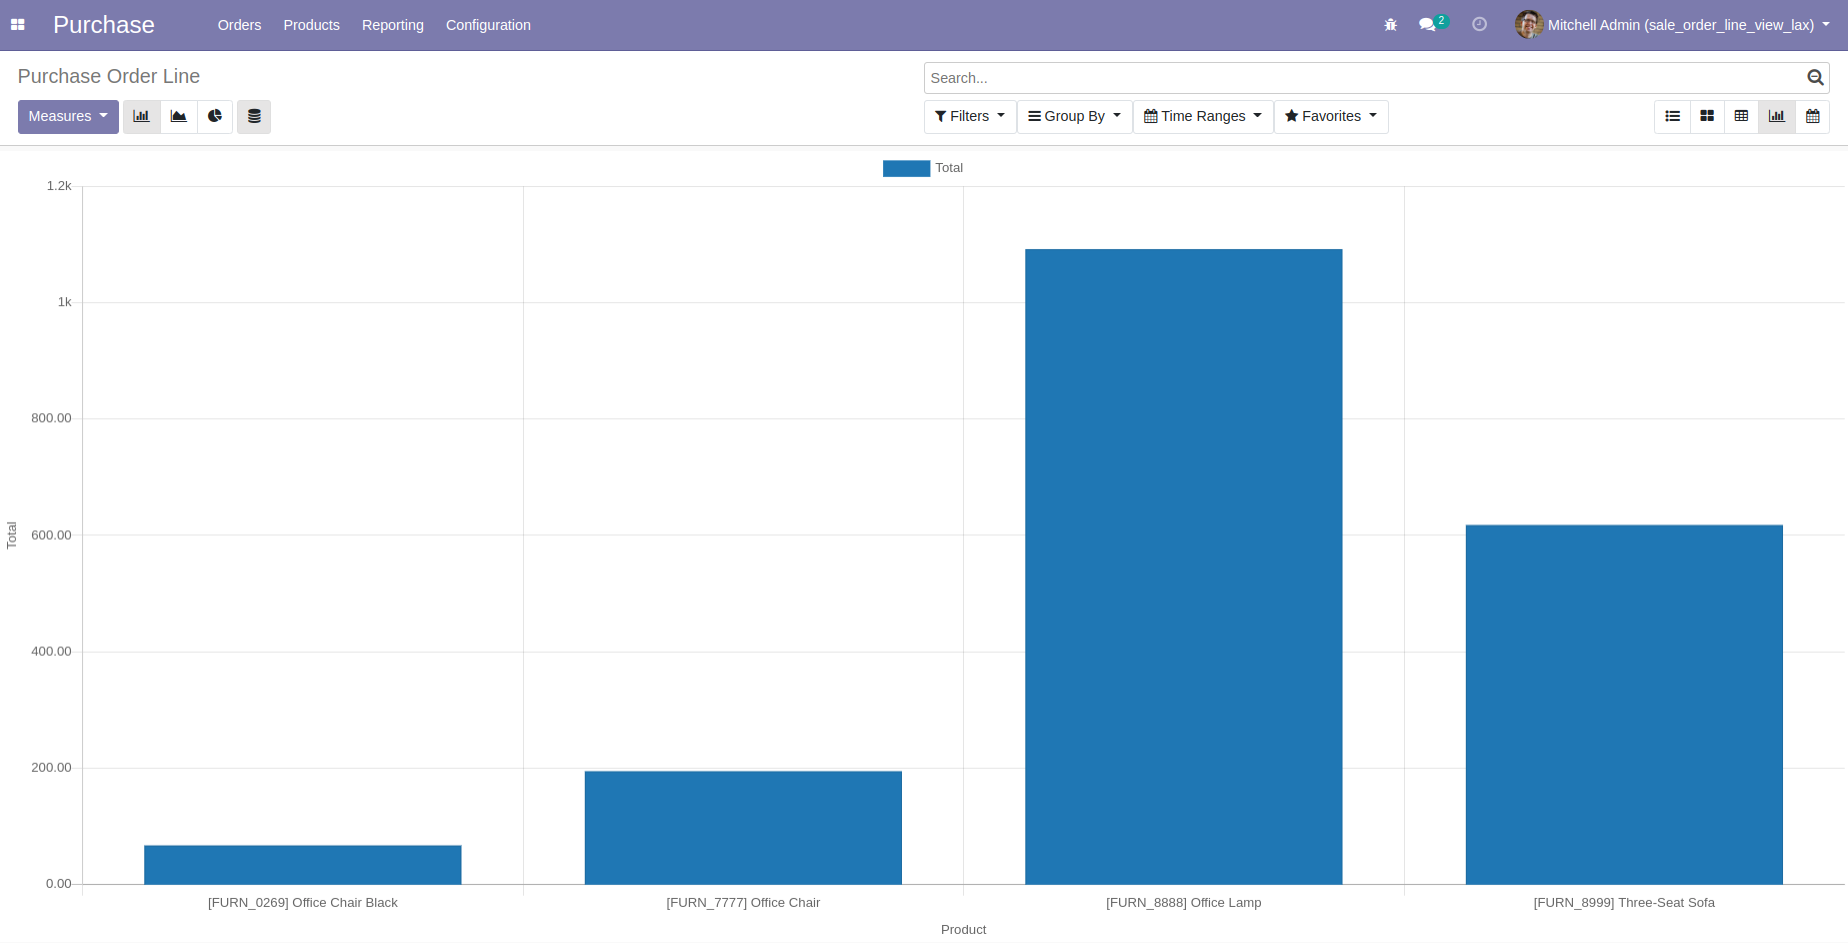 Purchase Orders Products Reporting Configuration 2 Mitchell Admin (sale_order_line_view_lax)
Purchase Order Line
Search...
Measures Filters Group By Time Ranges Favorites
Total
1.2k
1k
800.00
600.00
400.00
200.00
0.00
Total
[FURN_0269] Office Chair Black [FURN_7777] Office Chair [FURN_8888] Office Lamp [FURN_8999] Three-Seat Sofa
Product